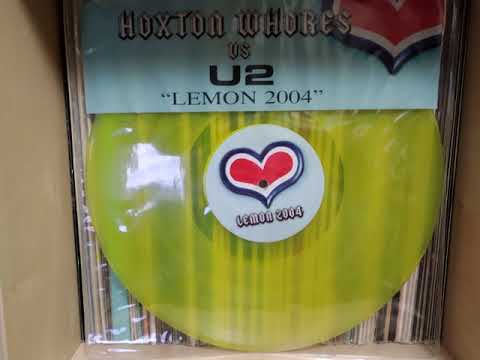 HOXTON WHORES
VS
U2
“LEMON 2004”
LEMON 2004